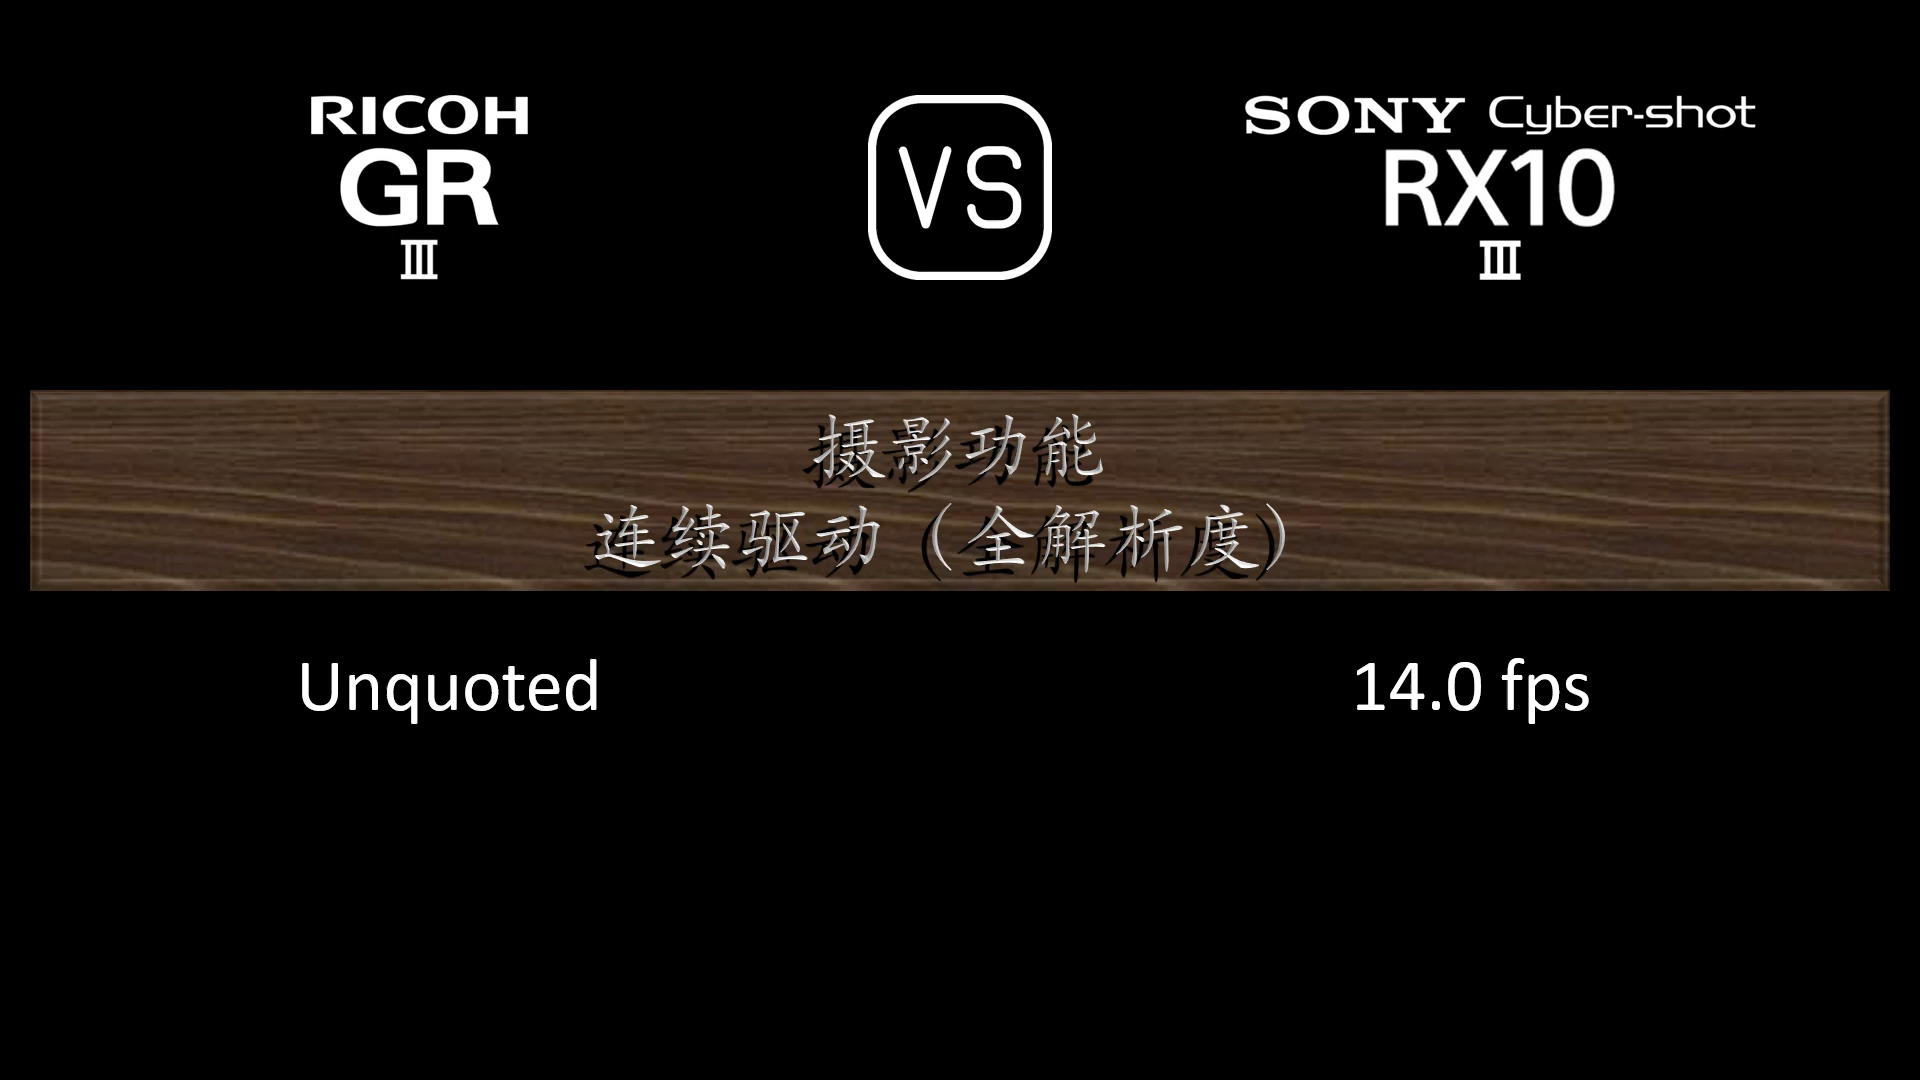 RICOH
GR
III
VS
SONY Cyber-shot
RX10
III
摄影功能
连续驱动（全解析度）
Unquoted
14.0 fps